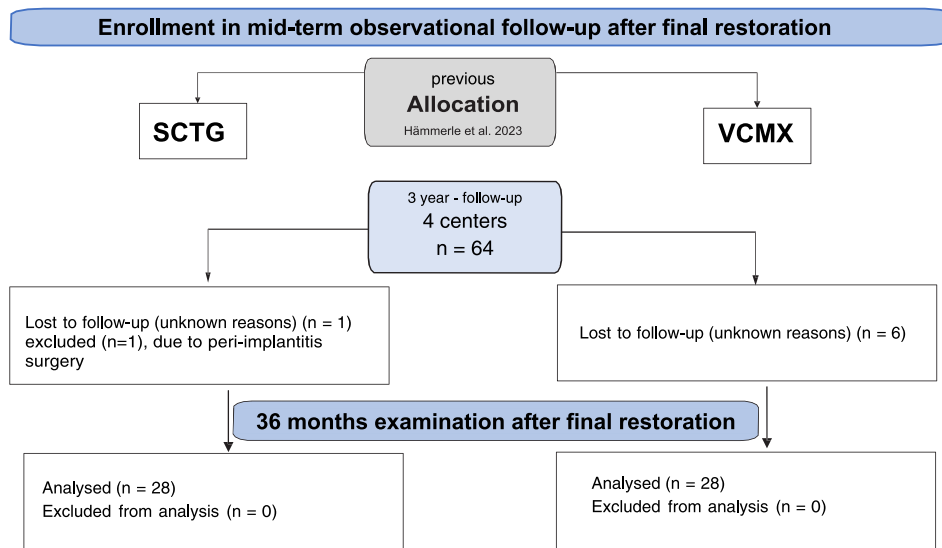 Enrollment in mid-term observational follow-up after final restoration
previous
Allocation
Hämmerle et al. 2023
SCTG
VCMX
3 year - follow-up
4 centers
n = 64
Lost to follow-up (unknown reasons) (n = 1)
excluded (n=1), due to peri-implantitis
surgery
Lost to follow-up (unknown reasons) (n = 6)
36 months examination after final restoration
Analysed (n = 28)
Excluded from analysis (n = 0)
Analysed (n = 28)
Excluded from analysis (n = 0)